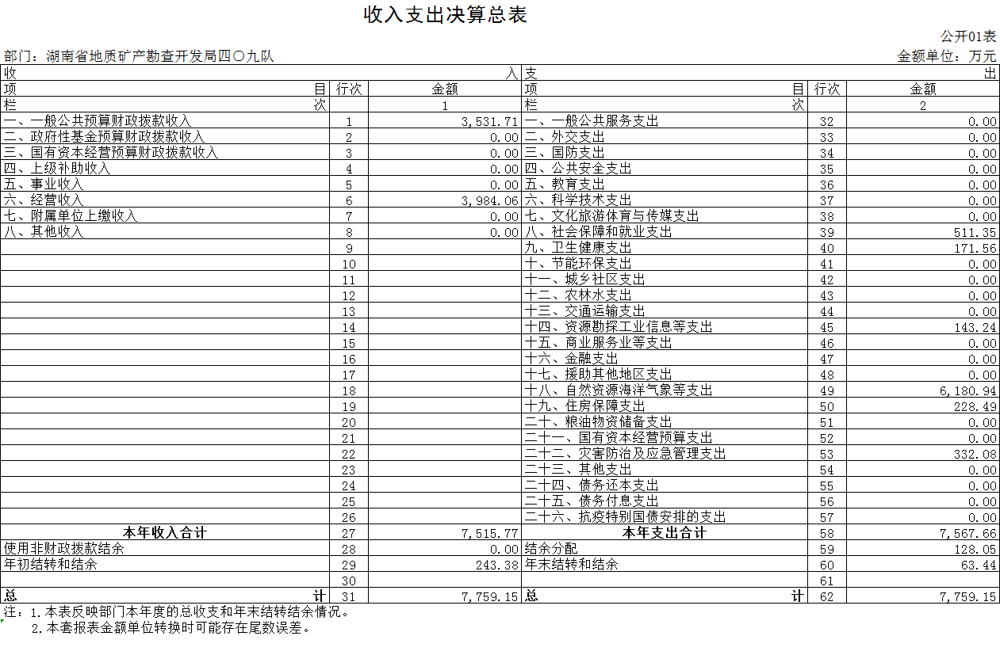 收入支出决算总表
公开01表
部门：湖南省地质矿产勘查开发局四〇九队 金额单位：万元
收 入 支 出
项 目 行次 金额 项 目 行次 金额
栏 次 1 栏 次 2
一、一般公共预算财政拨款收入 1 3,531.71 一、一般公共服务支出 32 0.00
二、政府性基金预算财政拨款收入 2 0.00 二、外交支出 33 0.00
三、国有资本经营预算财政拨款收入 3 0.00 三、国防支出 34 0.00
四、上级补助收入 4 0.00 四、公共安全支出 35 0.00
五、事业收入 5 0.00 五、教育支出 36 0.00
六、经营收入 6 3,984.06 六、科学技术支出 37 0.00
七、附属单位上缴收入 7 0.00 七、文化旅游体育与传媒支出 38 0.00
八、其他收入 8 0.00 八、社会保障和就业支出 39 511.35
9 九、卫生健康支出 40 171.56
10 十、节能环保支出 41 0.00
11 十一、城乡社区支出 42 0.00
12 十二、农林水支出 43 0.00
13 十三、交通运输支出 44 0.00
14 十四、资源勘探工业信息等支出 45 143.24
15 十五、商业服务业等支出 46 0.00
16 十六、金融支出 47 0.00
17 十七、援助其他地区支出 48 0.00
18 十八、自然资源海洋气象等支出 49 6,180.94
19 十九、住房保障支出 50 228.49
20 二十、粮油物资储备支出 51 0.00
21 二十一、国有资本经营预算支出 52 0.00
22 二十二、灾害防治及应急管理支出 53 332.08
23 二十三、其他支出 54 0.00
24 二十四、债务还本支出 55 0.00
25 二十五、债务付息支出 56 0.00
26 二十六、抗疫特别国债安排的支出 57 0.00
本年收入合计 27 7,515.77 本年支出合计 58 7,567.66
使用非财政拨款结余 28 0.00 结余分配 59 128.05
年初结转和结余 29 243.38 年末结转和结余 60 63.44
30 61
总 计 31 7,759.15 总 计 62 7,759.15
注：1.本表反映部门本年度的总收支和年末结转结余情况。
2.本套报表金额单位转换时可能存在尾数误差。